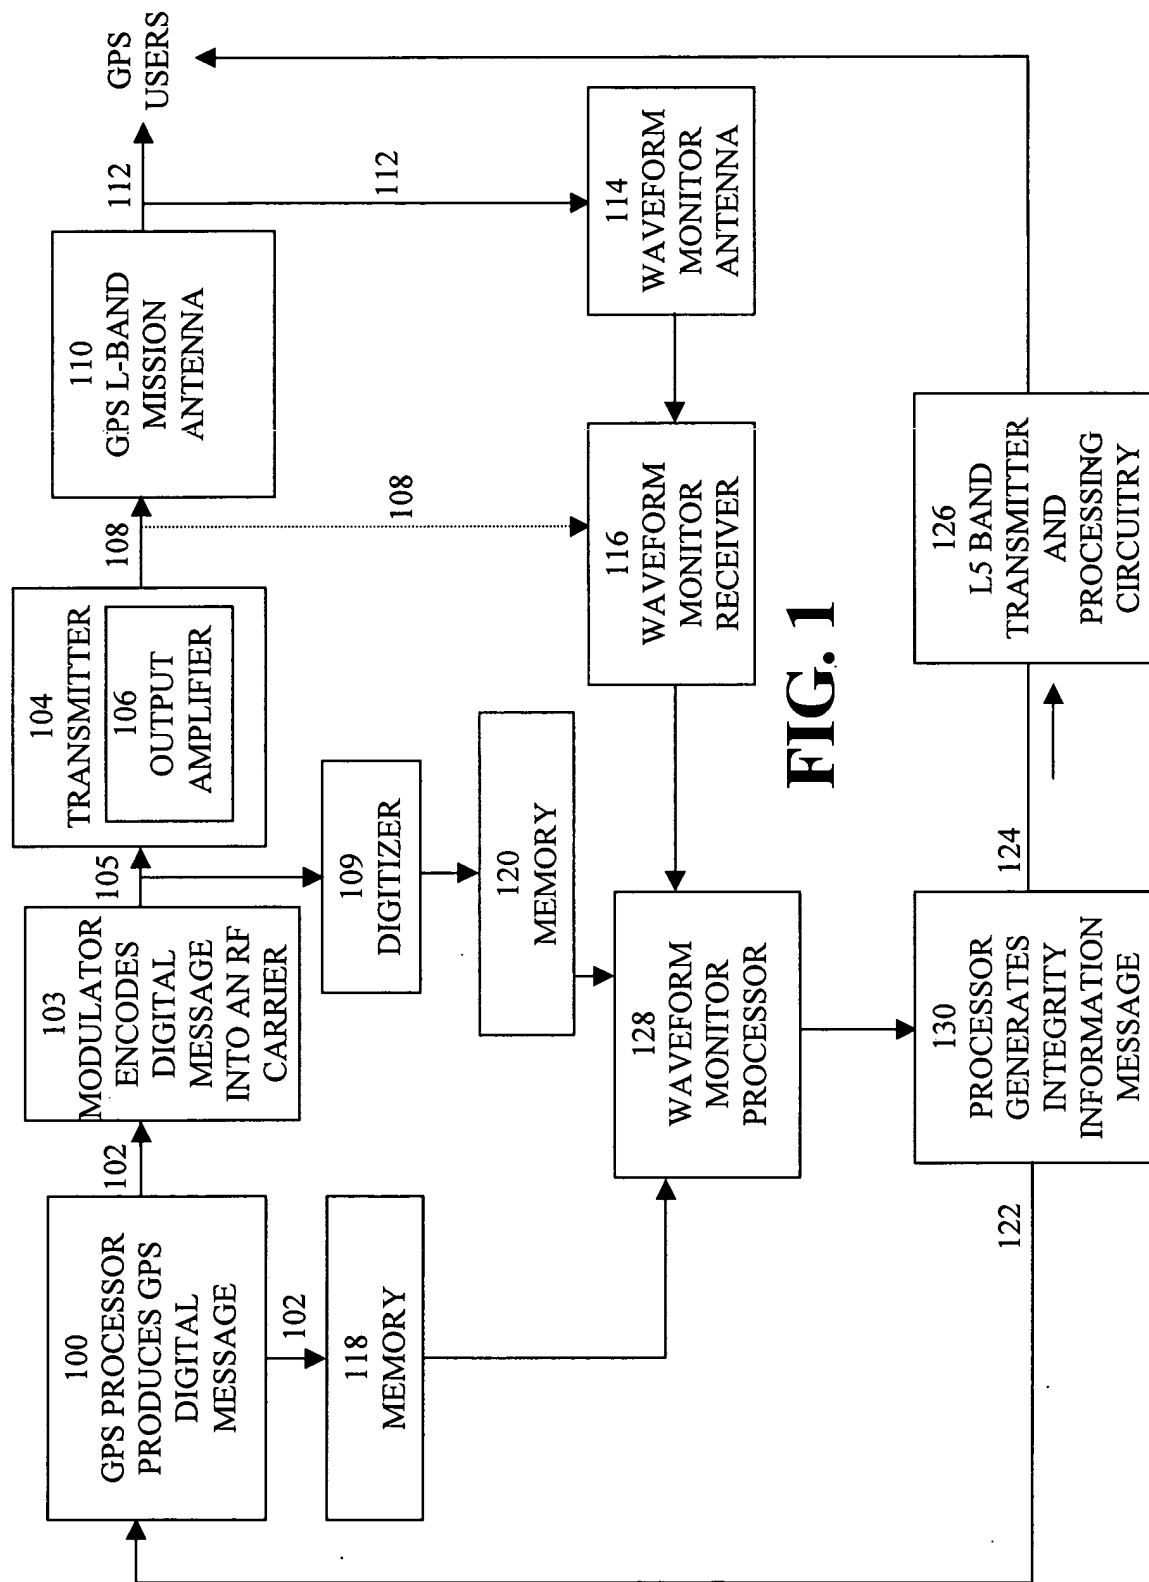 100
GPS PROCESSOR
PRODUCES GPS
DIGITAL
MESSAGE
102
103
MODULATOR
ENCODES
DIGITAL
MESSAGE
INTO AN RF
CARRIER
105
104
TRANSMITTER
106
OUTPUT
AMPLIFIER
108
110
GPS L-BAND
MISSION
ANTENNA
112
GPS
USERS
102
118
MEMORY
109
DIGITIZER
120
MEMORY
108
112
128
WAVEFORM
MONITOR
PROCESSOR
116
WAVEFORM
MONITOR
RECEIVER
114
WAVEFORM
MONITOR
ANTENNA
FIG. 1
122
130
PROCESSOR
GENERATES
INTEGRITY
INFORMATION
MESSAGE
124
126
L5 BAND
TRANSMITTER
AND
PROCESSING
CIRCUITRY